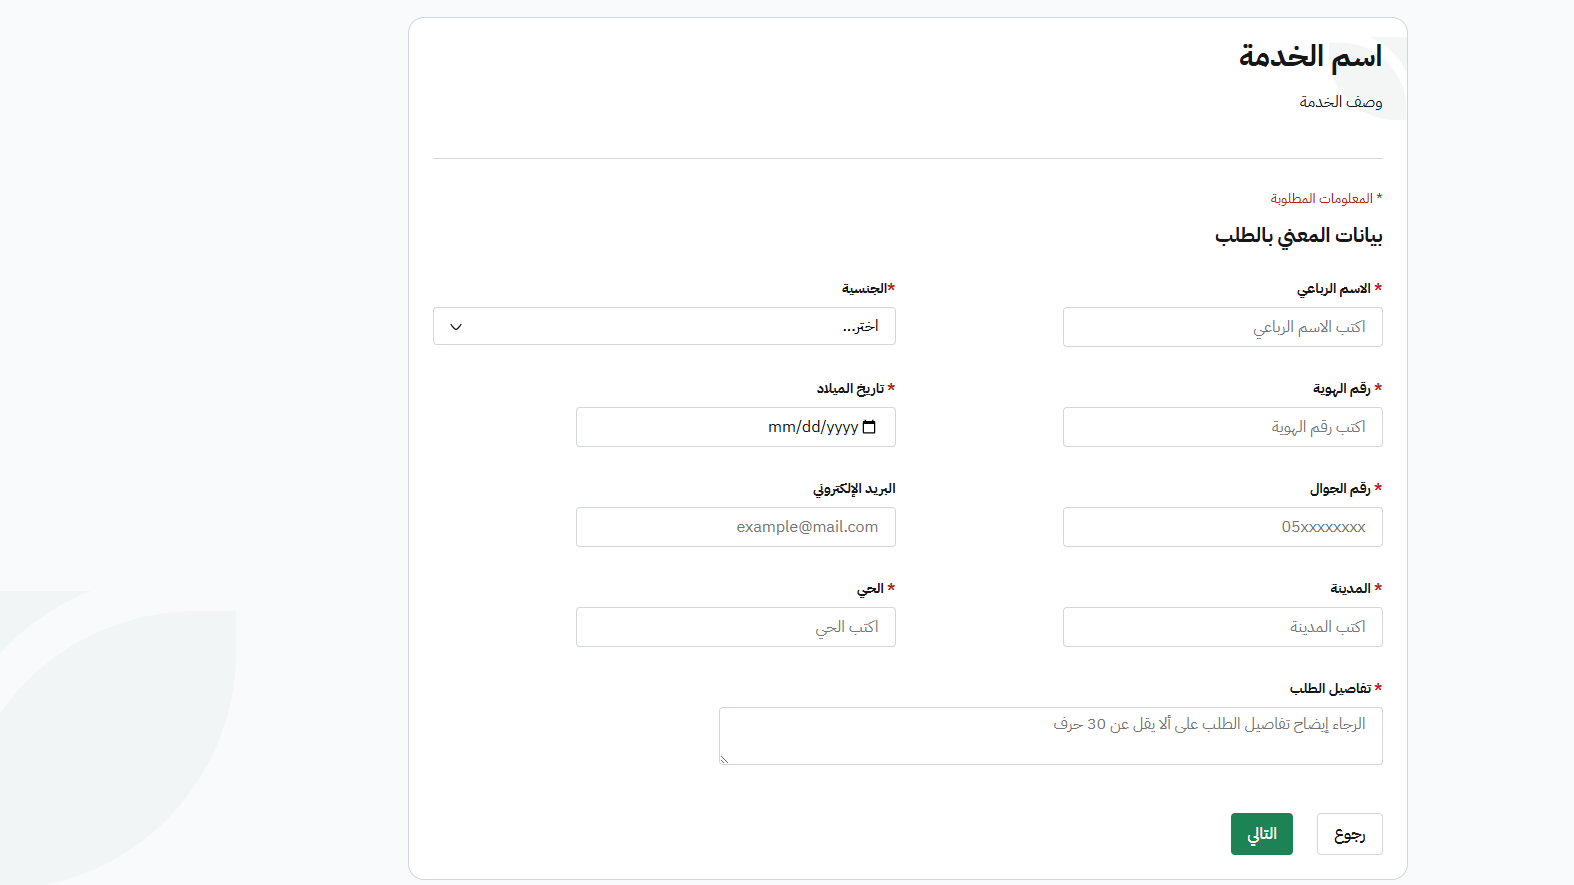 اسم الخدمة
وصف الخدمة
* المعلومات المطلوبة
بيانات المعني بالطلب
* الاسم الرباعي
اكتب الاسم الرباعي
*الجنسية
اختر...
* رقم الهوية
اكتب رقم الهوية
* تاريخ الميلاد
mm/dd/yyyy
* رقم الجوال
05xxxxxxxx
البريد الإلكتروني
example@mail.com
* المدينة
اكتب المدينة
* الحي
اكتب الحي
* تفاصيل الطلب
الرجاء إيضاح تفاصيل الطلب على ألا يقل عن 30 حرف
رجوع
التالي